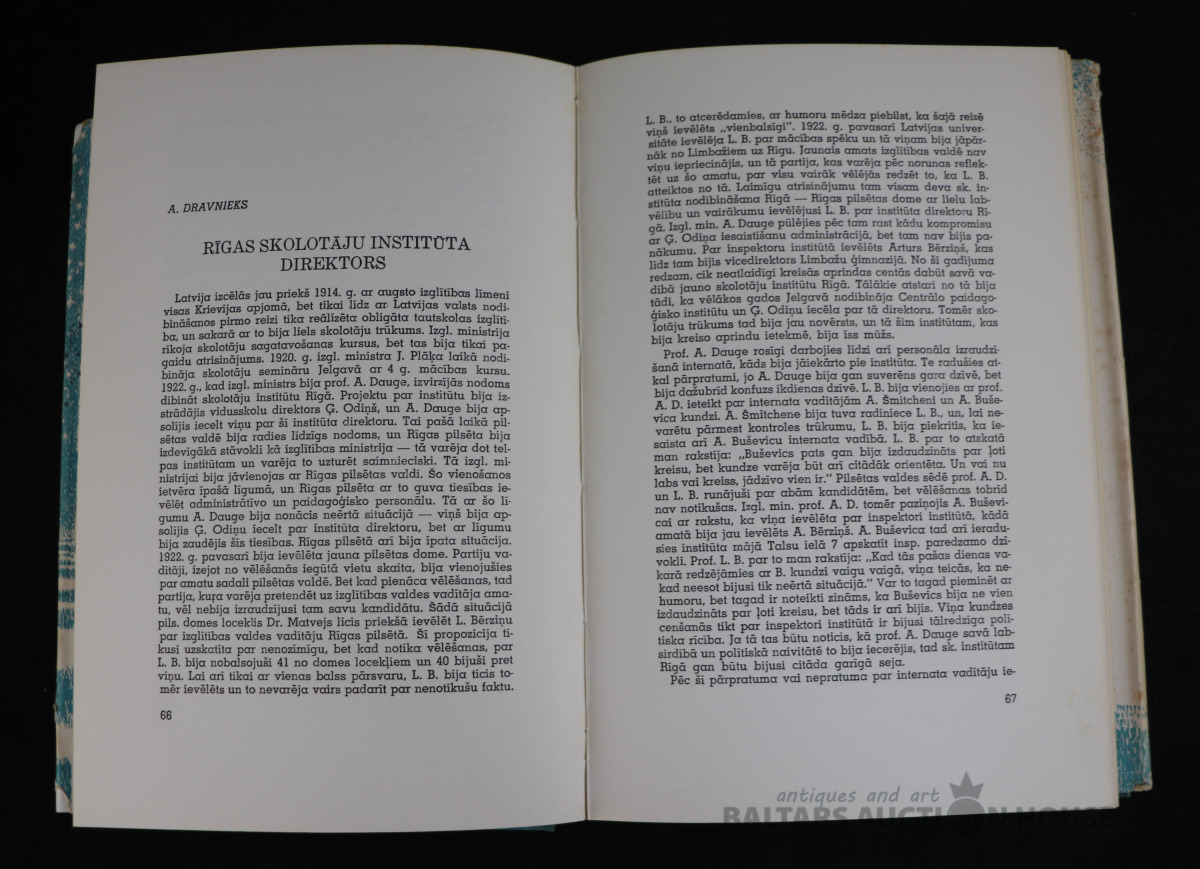 A. DRAVNIEKS
RĪGAS SKOLOTĀJU INSTITŪTA
DIREKTORS
Latvija izcēlās jau priekš 1914. g. ar augsto izglītības līmeni
visas Krievijas apjomā, bet tikai līdz ar Latvijas valsts nodi-
bināšanos pirmo reizi tika reālizēta obligāta tautskolas izglītī-
ba, un sakarā ar to bija liels skolotāju trūkums. Izgl. ministrija
rīkoja skolotāju sagatavošanas kursus, bet tas bija tikai pa-
gaidu atrisinājums. 1920. g. izgl. ministra J. Plāķa laikā nodi-
bināja skolotāju semināru Jelgavā ar 4 g. mācības kursu.
1922. g., kad izgl. ministrs bija prof. A. Dauge, izvirzījās nodoms
dibināt skolotāju institūtu Rīgā. Projektu par institūtu bija iz-
strādājis vidusskolu direktors Ģ. Odiņš, un A. Dauge bija ap-
solījis iecelt viņu par šī institūta direktoru. Tai pašā laikā pil-
sētas valdē bija radies līdzīgs nodoms, un Rīgas pilsēta bija
izdevīgākā stāvoklī kā izglītības ministrija — tā varēja dot tel-
pas institūtam un varēja to uzturēt saimnieciski. Tā izgl. mi-
nistrijai bija jāvienojas ar Rīgas pilsētas valdi. Šo vienošanos
ietvēra īpašā līgumā, un Rīgas pilsēta ar to guva tiesības ie-
vēlēt administrātīvo un paidagoģisko personālu. Tā ar šo lī-
gumu A. Dauge bija nonācis neērtā situācijā — viņš bija ap-
solījis Ģ. Odiņu iecelt par institūta direktoru, bet ar līgumu
bija zaudējis šīs tiesības. Rīgas pilsētā arī bija īpata situācija.
1922. g. pavasarī bija ievēlēta jauna pilsētas dome. Partiju va-
dītāji, izejot no vēlēšanās iegūtā vietu skaita, bija vienojušies
par amatu sadali pilsētas valdē. Bet kad pienāca vēlēšanas, tad
partija, kuŗa varēja pretendēt uz izglītības valdes vadītāja ama-
tu, vēl nebija izraudzījusi tam savu kandidātu. Šādā situācijā
pils. domes loceklis Dr. Matvejs licis priekšā ievēlēt L. Bērziņu
par izglītības valdes vadītāju Rīgas pilsētā. Šī propozicija ti-
kusi uzskatīta par nenozīmīgu, bet kad notika vēlēšanas, par
L. B. bija nobalsojuši 41 no domes locekļiem un 40 bijuši pret
viņu. Lai arī tikai ar vienas balss pārsvaru, L. B. bija ticis to-
mēr ievēlēts un to nevarēja vairs padarīt par nenotikušu faktu.
66
L. B., to atcerēdamies, ar humoru mēdza piebilst, ka šajā reizē
viņš ievēlēts „vienbalsīgi". 1922. g. pavasarī Latvijas univer-
sitāte ievēlēja L. B. par mācības spēku un tā viņam bija jāpār-
nāk no Limbažiem uz Rīgu. Jaunais amats izglītības valdē nav
viņu iepriecinājis, un tā partija, kas varēja pēc norunas reflek-
tēt uz šo amatu, par visu vairāk vēlējās redzēt to, ka L. B.
atteiktos no tā. Laimīgu atrisinājumu tam visam deva sk. in-
stitūta nodibināšana Rīgā — Rīgas pilsētas dome ar lielu lab-
vēlību un vairākumu ievēlējusi L. B. par institūta direktoru Rī-
gā. Izgl. min. A. Dauge pūlējies pēc tam rast kādu kompromisu
ar Ģ. Odiņa iesaistīšanu administrācijā, bet tam nav bijis pa-
nākumu. Par inspektoru institūtā ievēlēts Arturs Bērziņš, kas
līdz tam bijis vicedirektors Limbažu ģimnazijā. No šī gadījuma
redzam, cik neatlaidīgi kreisās aprindas centās dabūt savā va-
dībā jauno skolotāju institūtu Rīgā. Tālākie atstari no tā bija
tādi, ka vēlākos gados Jelgavā nodibināja Centrālo paidago-
ģisko institūtu un Ģ. Odiņu iecēla par tā direktoru. Tomēr sko-
lotāju trūkums tad bija jau novērsts, un tā šim institūtam, kas
bija kreiso aprindu ietekmē, bija īss mūžs.
Prof. A. Dauge rosīgi darbojies līdzi arī personāla izraudzī-
šanā internatā, kāds bija jāiekārto pie institūta. Te radušies at-
kal pārpratumi, jo A. Dauge bija gan suverēns gara dzīvē, bet
bija dažubrīd konfuzs ikdienas dzīvē. L. B. bija vienojies ar prof.
A. D. ieteikt par internata vadītājām A. Šmitcheni un A. Buše-
vica kundzi. A. Šmitchene bija tuva radiniece L. B., un, lai ne-
varētu pārmest kontroles trūkumu, L. B. bija piekritis, ka ie-
saista arī A. Buševicu internata vadībā. L. B. par to atskatā
man rakstīja: „Buševics pats gan bija izdaudzināts par ļoti
kreisu, bet kundze varēja būt arī citādāk orientēta. Un vai nu
labs vai kreiss, jādzīvo vien ir." Pilsētas valdes sēdē prof. A. D.
un L. B. runājuši par abām kandidātēm, bet vēlēšanas tobrīd
nav notikušas. Izgl. min. prof. A. D. tomēr paziņojis A. Buševi-
cai ar rakstu, ka viņa ievēlēta par inspektori institūtā, kādā
amatā bija jau ievēlēts A. Bērziņš. A. Buševica tad arī ieradu-
sies institūta mājā Talsu ielā 7 apskatīt insp. paredzamo dzī-
vokli. Prof. L. B. par to man rakstīja: „Kad tās pašas dienas va-
karā redzējāmies ar B. kundzi vaigu vaigā, viņa teicās, ka ne-
kad neesot bijusi tik neērtā situācijā." Var to tagad pieminēt ar
humoru, bet tagad ir noteikti zināms, ka Buševics bija ne vien
izdaudzināts par ļoti kreisu, bet tāds ir arī bijis. Viņa kundzes
cenšanās tikt par inspektori institūtā ir bijusi tālredzīga poli-
tiska rīcība. Ja tā tas būtu noticis, kā prof. A. Dauge savā lab-
sirdībā un politiskā naivitātē to bija iecerējis, tad sk. institūtam
Rīgā gan būtu bijusi citāda garīgā seja.
Pēc šī pārpratuma vai nepratuma par internata vadītāju ie-
67
antiques and art
BALTARS AUCTION HOUSE